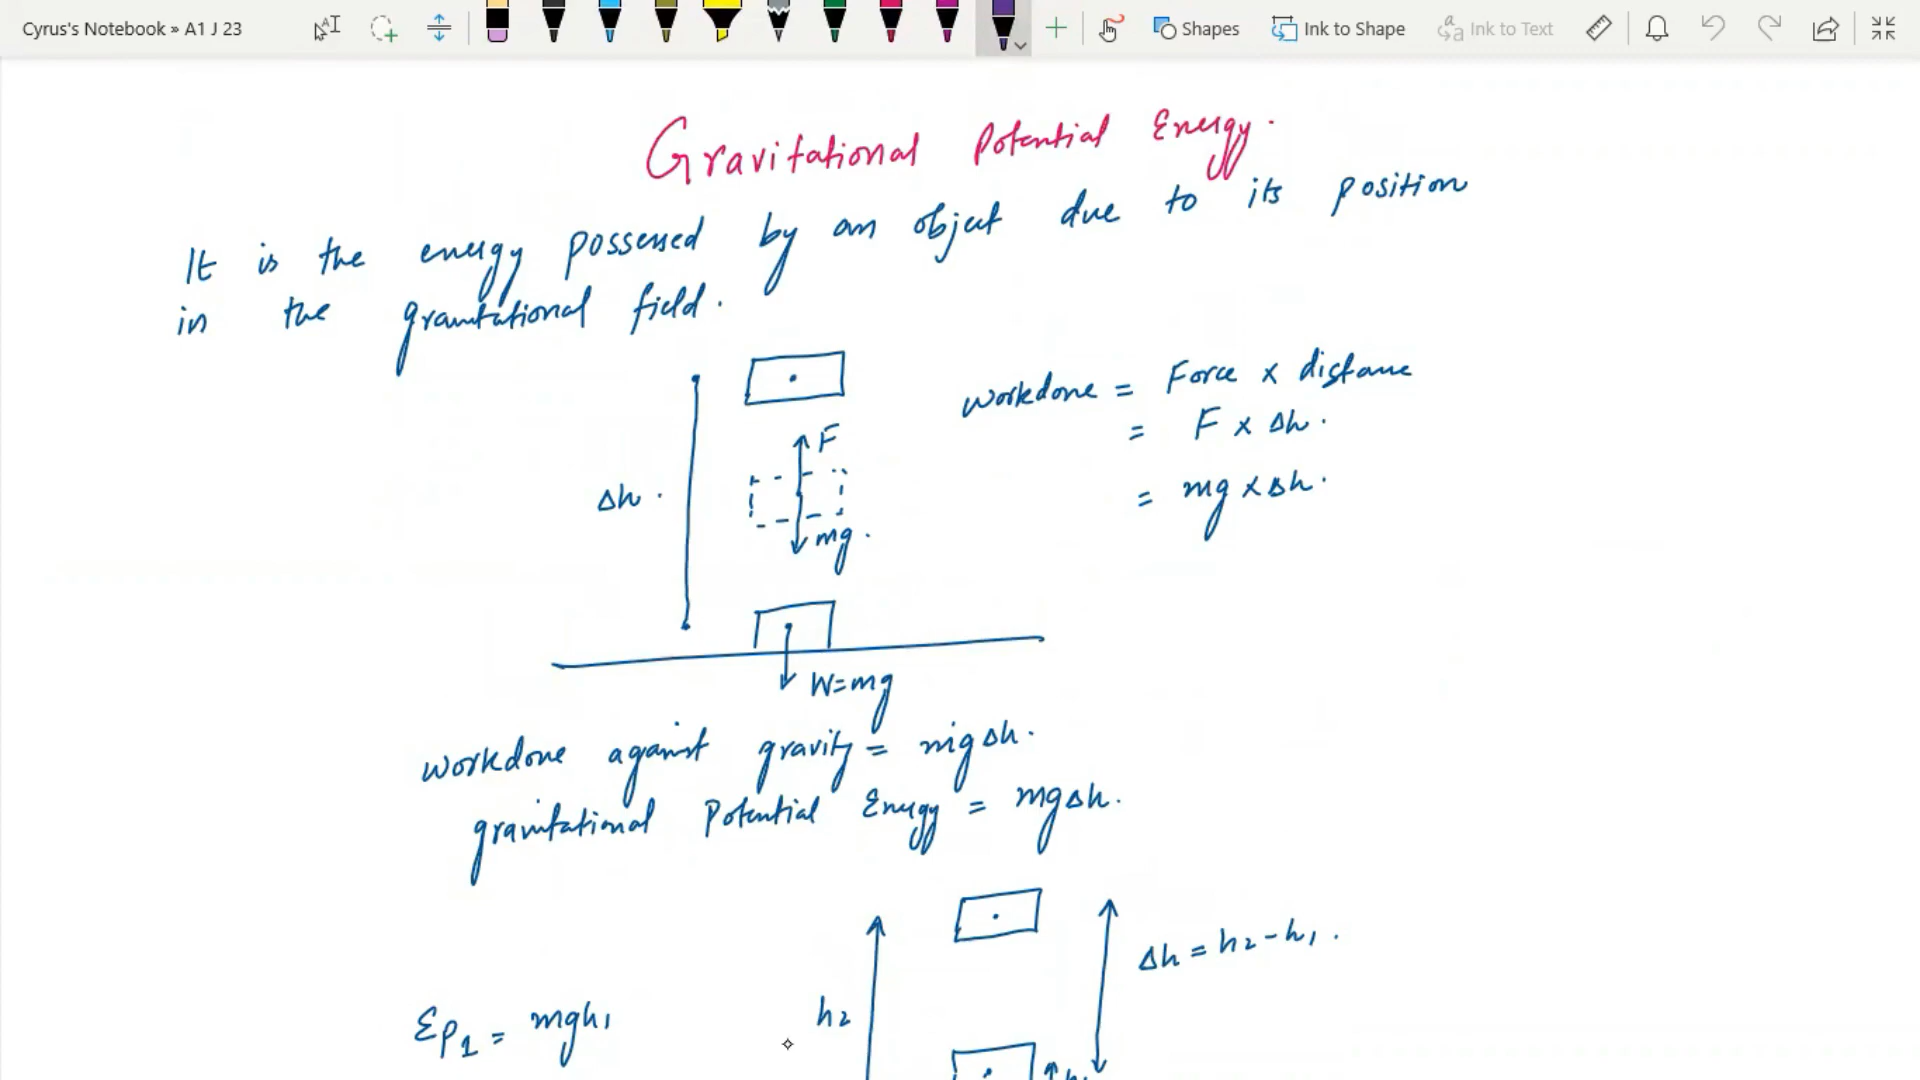 Cyrus's Notebook » A1 J 23
Shapes
Ink to Shape
Ink to Text
Gravitational Potential Energy.
It is the energy possessed by an object due to its position
in the gravitational field.
workdone = Force x distance
= F x Δh.
= mg x Δh.
F
Δh.
mg.
W=mg
workdone against gravity = mgΔh.
gravitational Potential Energy = mgΔh.
Δh = h2 - h1.
h2
Ep1 = mgh1